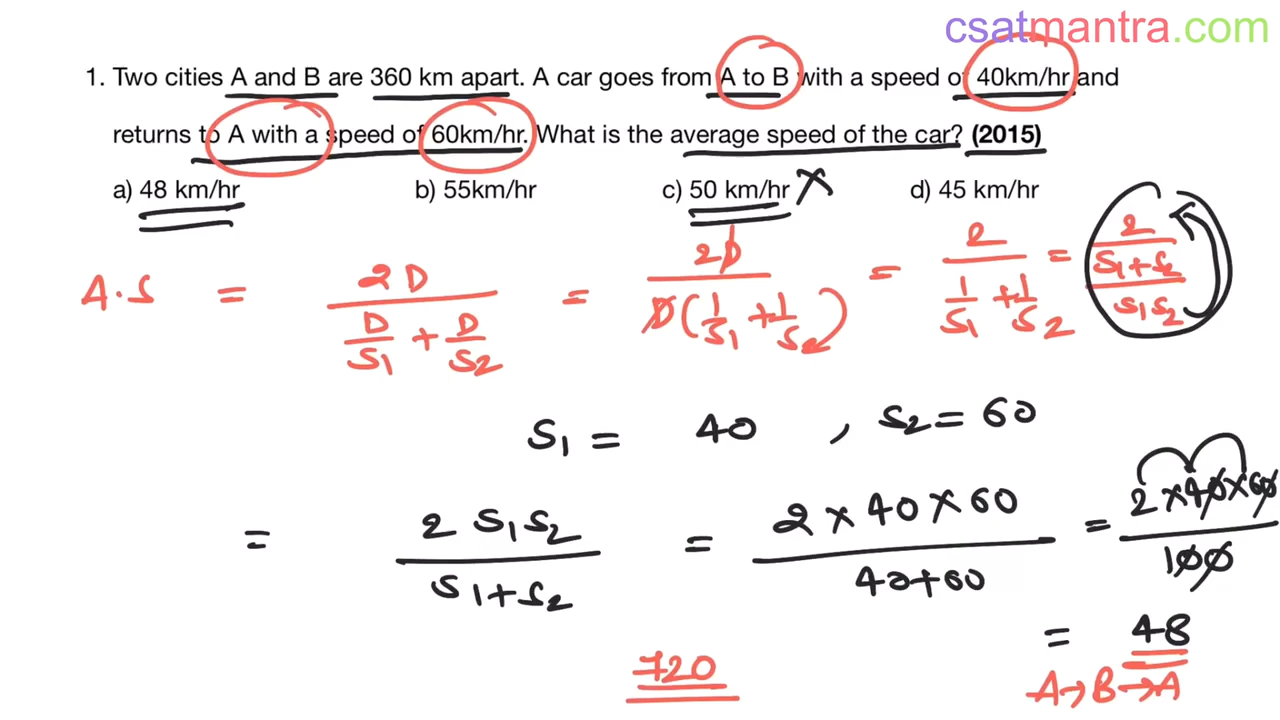 csatmantra.com
1. Two cities A and B are 360 km apart. A car goes from A to B with a speed of 40km/hr and
returns to A with a speed of 60km/hr. What is the average speed of the car? (2015)
a) 48 km/hr b) 55km/hr c) 50 km/hr X d) 45 km/hr
A.S = 2D / (D/S1 + D/S2) = 2D / D(1/S1 + 1/S2) = 2 / (1/S1 + 1/S2) = 2 / (S1+S2 / S1S2)
S1 = 40 , S2 = 60
= 2 S1S2 / S1+S2 = 2 × 40 × 60 / 40+60 = 2×40×60 / 100
= 48
720
A→B→A